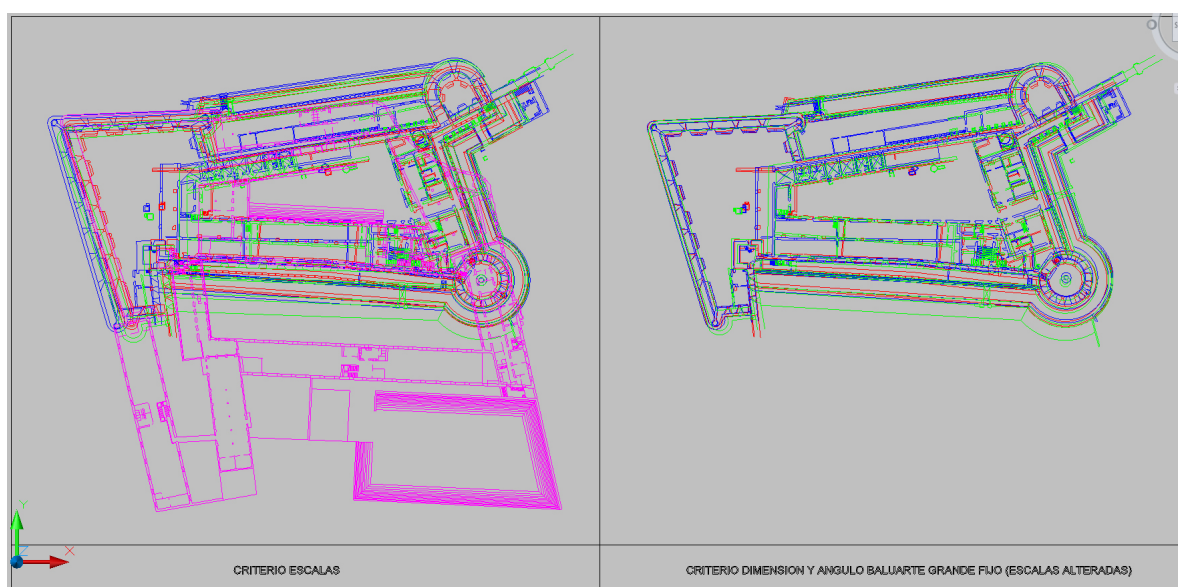 Y
X
Z
CRITERIO ESCALAS
CRITERIO DIMENSION Y ANGULO BALUARTE GRANDE FIJO (ESCALAS ALTERADAS)